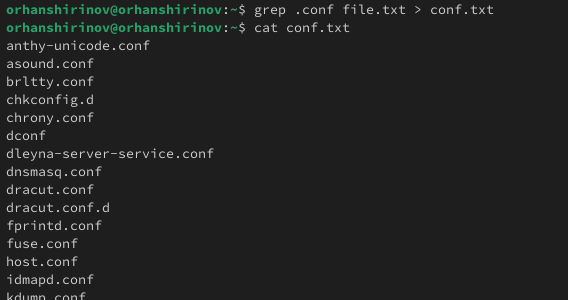 orhanshirinov@orhanshirinov:~$ grep .conf file.txt > conf.txt
orhanshirinov@orhanshirinov:~$ cat conf.txt
anthy-unicode.conf
asound.conf
brltty.conf
chkconfig.d
chrony.conf
dconf
dleyna-server-service.conf
dnsmasq.conf
dracut.conf
dracut.conf.d
fprintd.conf
fuse.conf
host.conf
idmapd.conf
kdump.conf